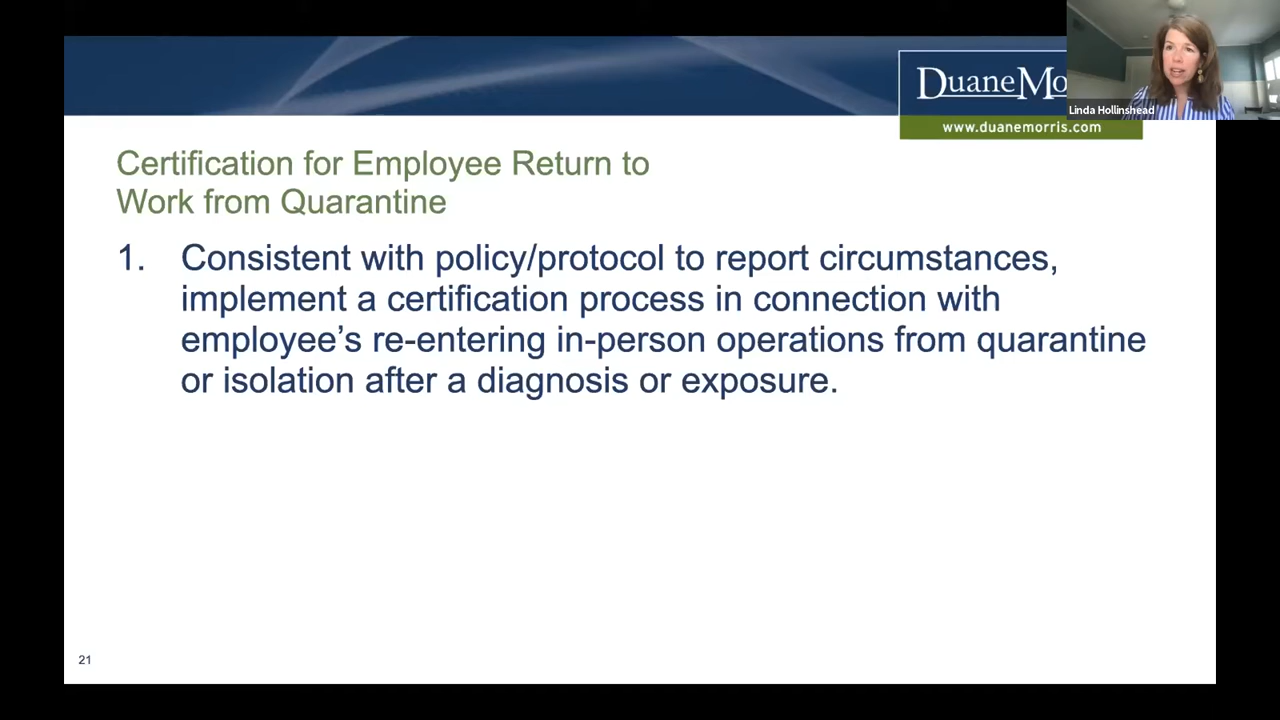 DuaneMo
Linda Hollinshead
www.duanemorris.com
Certification for Employee Return to
Work from Quarantine
1. Consistent with policy/protocol to report circumstances,
implement a certification process in connection with
employee’s re-entering in-person operations from quarantine
or isolation after a diagnosis or exposure.
21